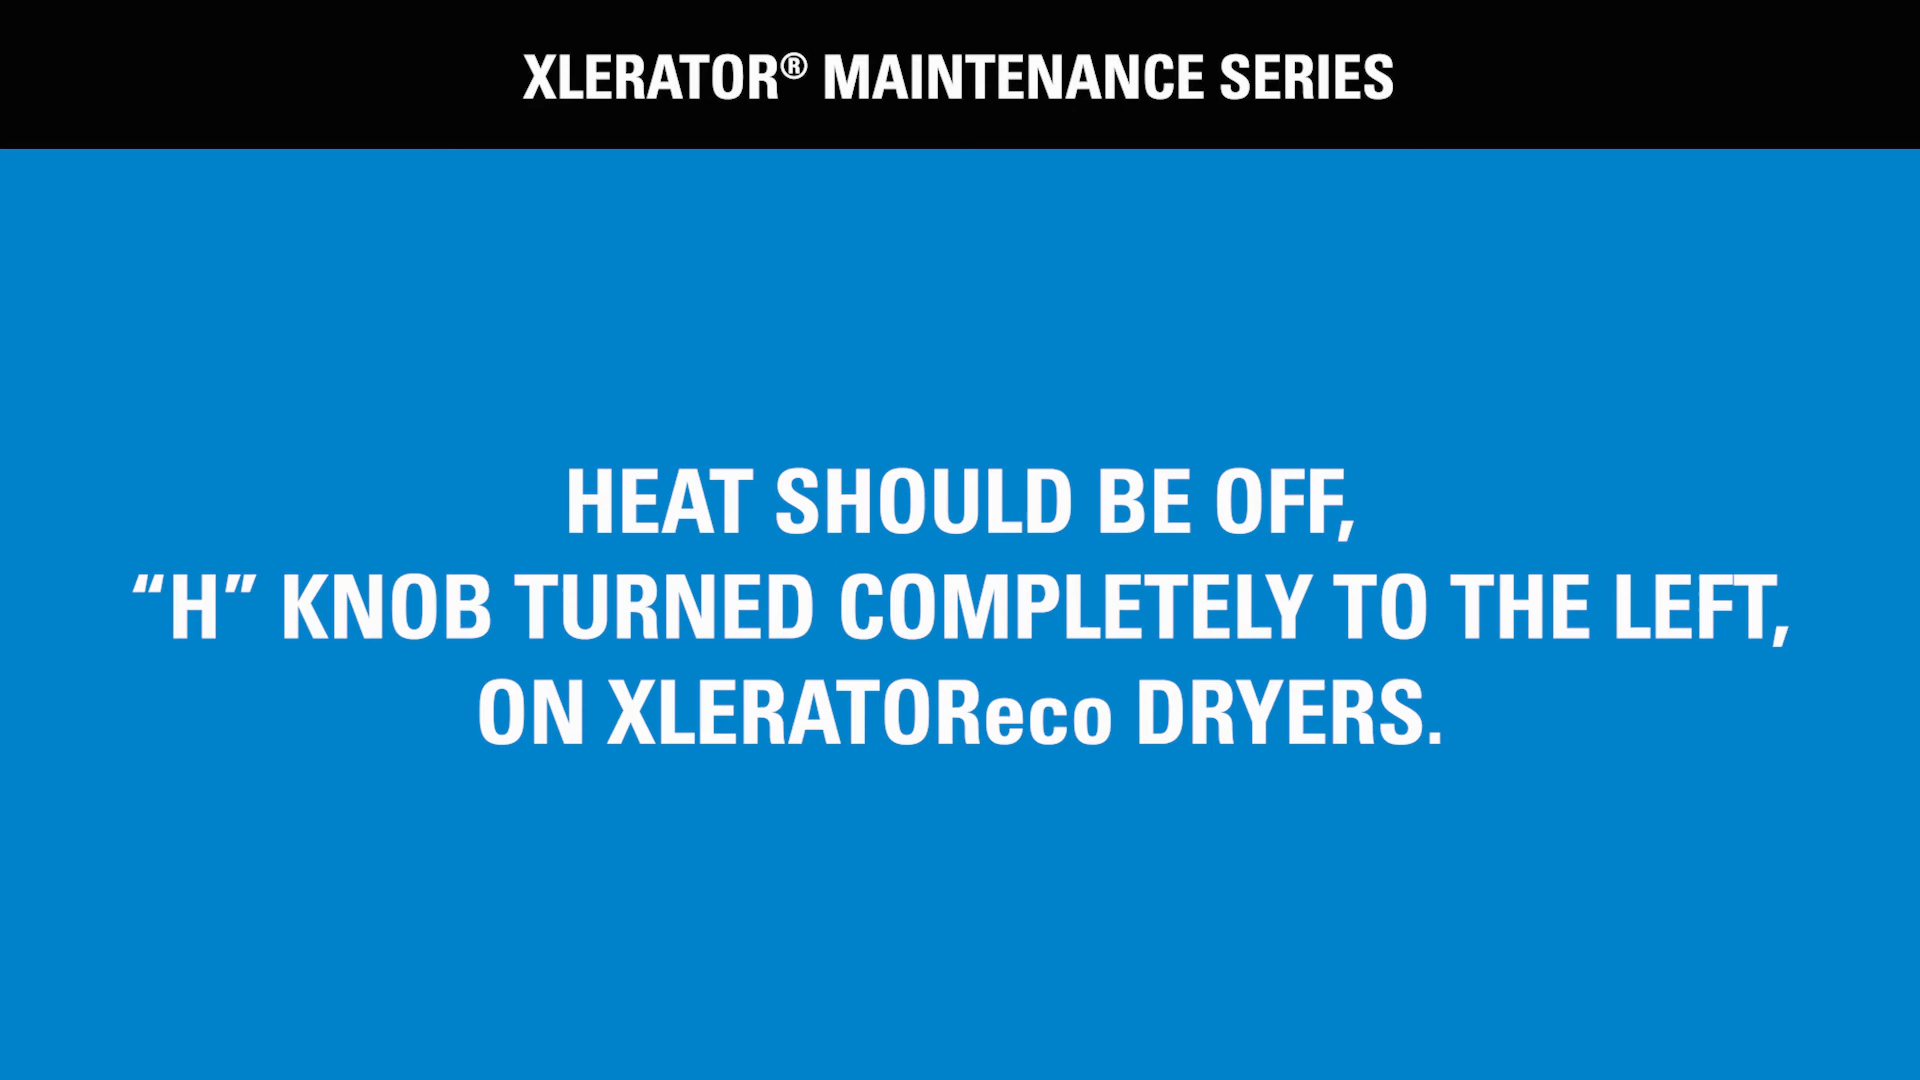 XLERATOR® MAINTENANCE SERIES
HEAT SHOULD BE OFF,
“H” KNOB TURNED COMPLETELY TO THE LEFT,
ON XLERATOReco DRYERS.